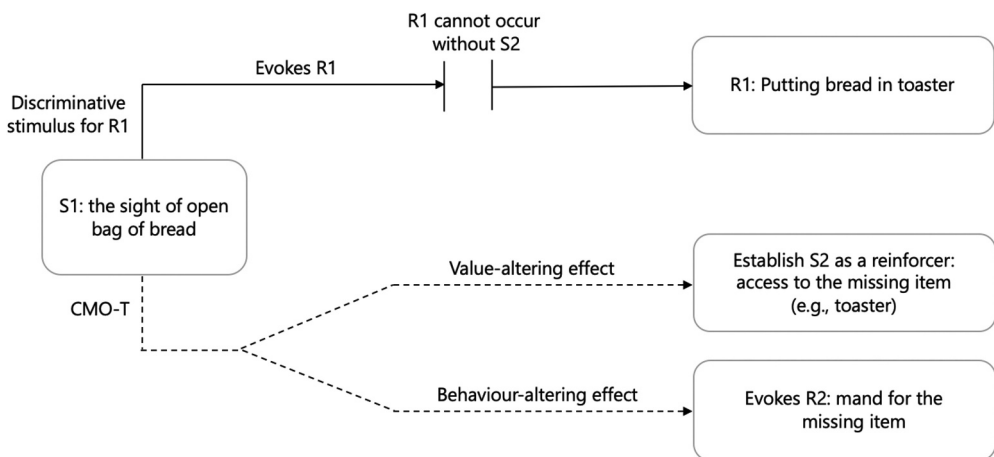 R1 cannot occur
without S2
Evokes R1
R1: Putting bread in toaster
Discriminative
stimulus for R1
S1: the sight of open
bag of bread
CMO-T
Value-altering effect
Establish S2 as a reinforcer:
access to the missing item
(e.g., toaster)
Behaviour-altering effect
Evokes R2: mand for the
missing item